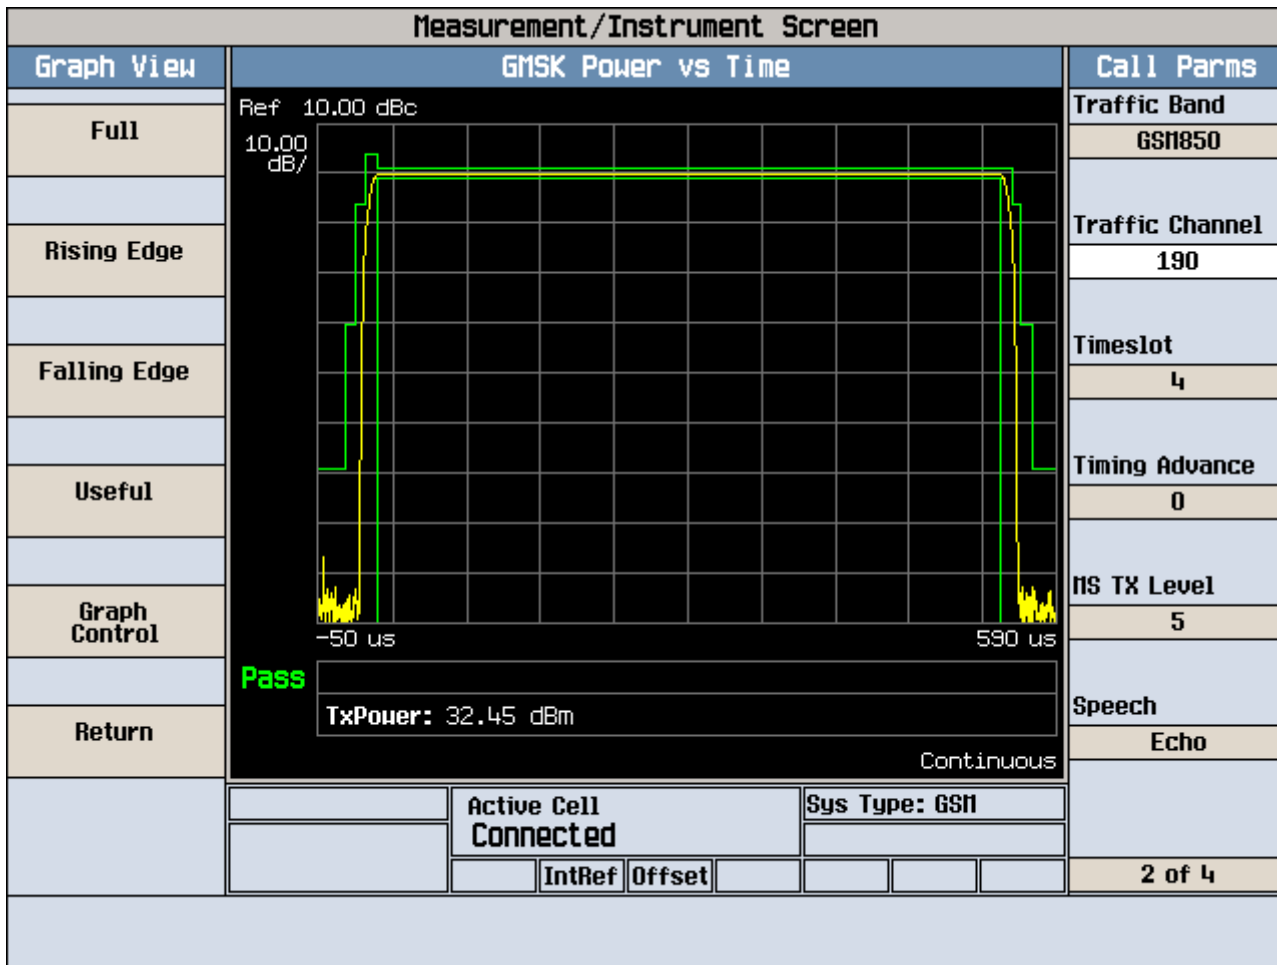 Measurement/Instrument Screen
Graph View
GMSK Power vs Time
Call Parms
Full
Rising Edge
Falling Edge
Useful
Graph
Control
Return
Ref 10.00 dBc
10.00
dB/
-50 us
590 us
Pass
TxPower: 32.45 dBm
Continuous
Active Cell
Connected
Sys Type: GSM
IntRef
Offset
Traffic Band
GSM850
Traffic Channel
190
Timeslot
4
Timing Advance
0
MS TX Level
5
Speech
Echo
2 of 4